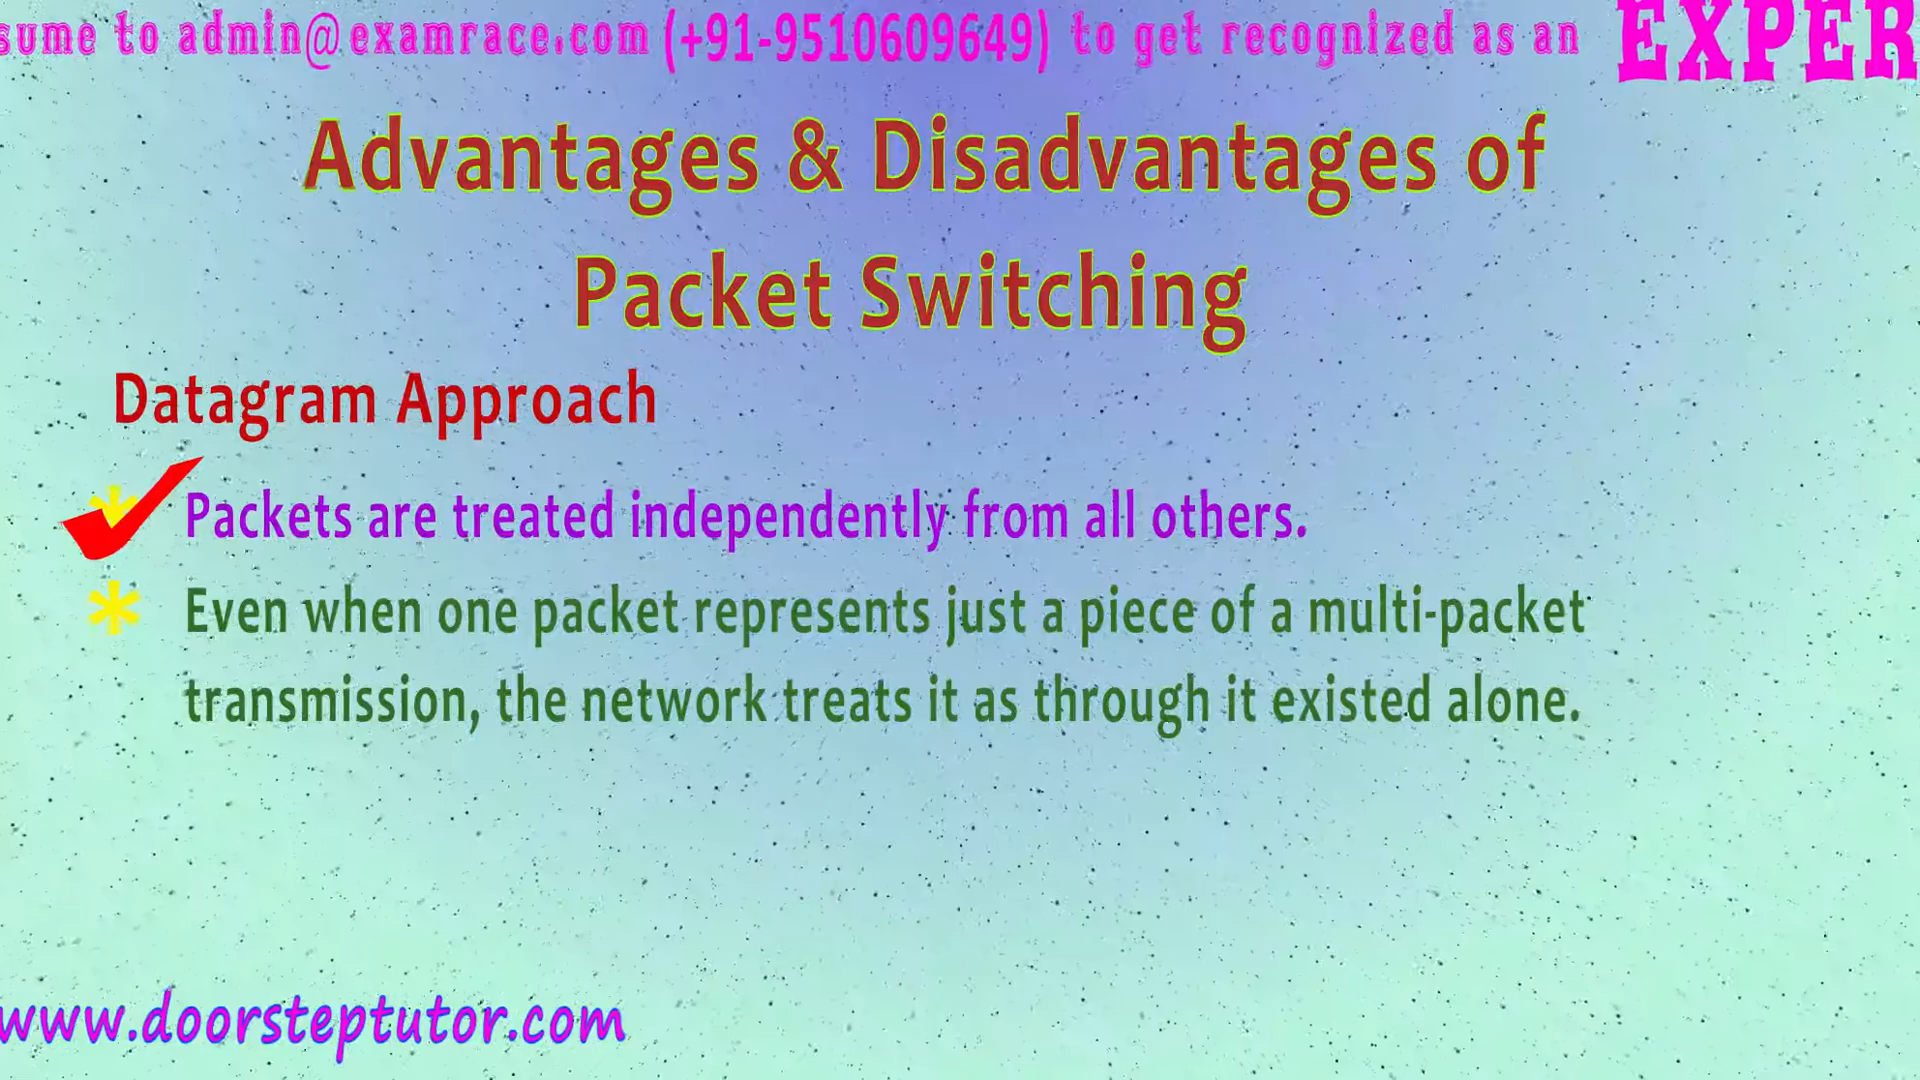 sume to admin@examrace.com (+91-9510609649) to get recognized as an EXPER
Advantages & Disadvantages of
Packet Switching
Datagram Approach
Packets are treated independently from all others.
* Even when one packet represents just a piece of a multi-packet
transmission, the network treats it as through it existed alone.
www.doorsteptutor.com